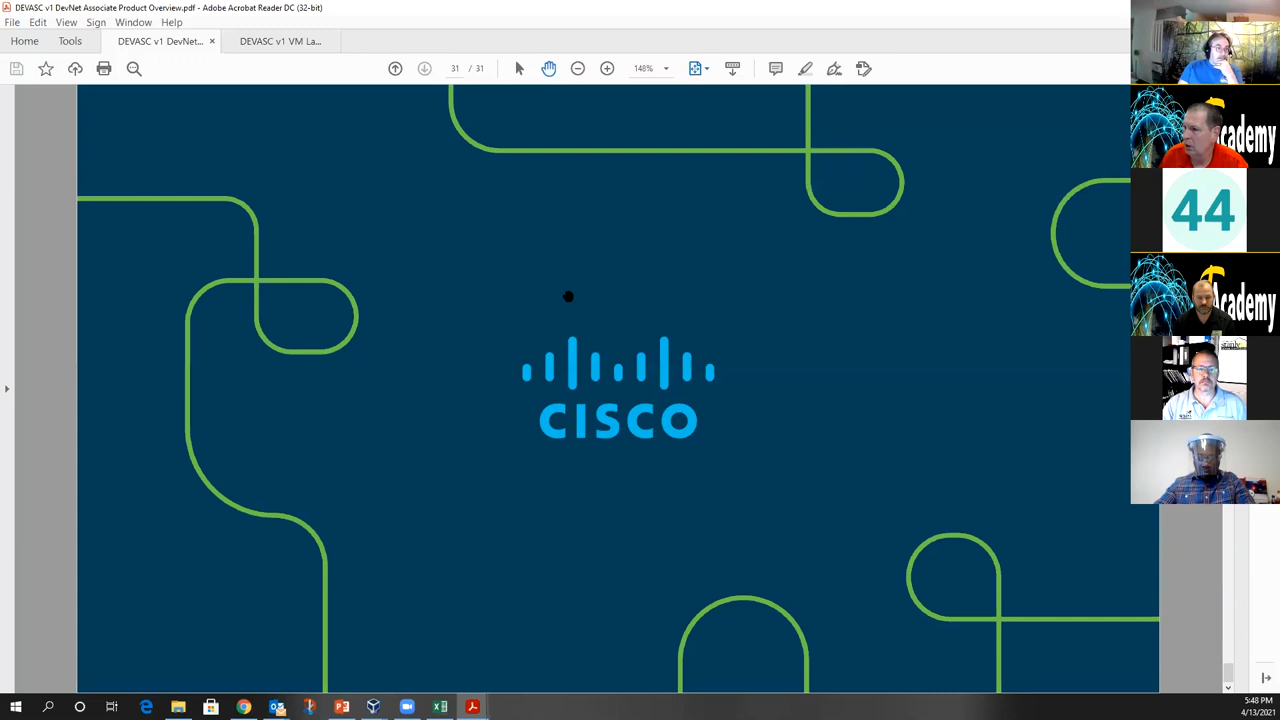 DEVASC v1 DevNet Associate Product Overview.pdf - Adobe Acrobat Reader DC (32-bit)
File Edit View Sign Window Help
Home Tools DEVASC v1 DevNet... × DEVASC v1 VM La...
31 / 31 148%
CISCO
Academy
44
Academy
5:48 PM
4/13/2021